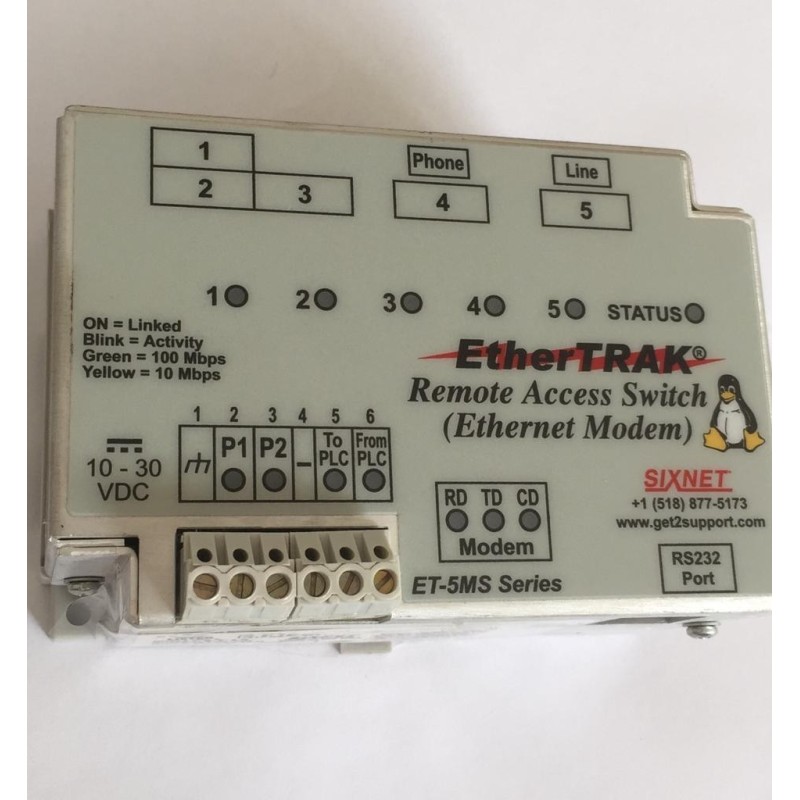 1
2 3
Phone
4
Line
5
1 2 3 4 5 STATUS
ON = Linked
Blink = Activity
Green = 100 Mbps
Yellow = 10 Mbps
EtherTRAK®
Remote Access Switch
(Ethernet Modem)
1 2 3 4 5 6
P1 P2 – To PLC From PLC
10 - 30
VDC
RD TD CD
Modem
SIXNET
+1 (518) 877-5173
www.get2support.com
RS232
Port
ET-5MS Series